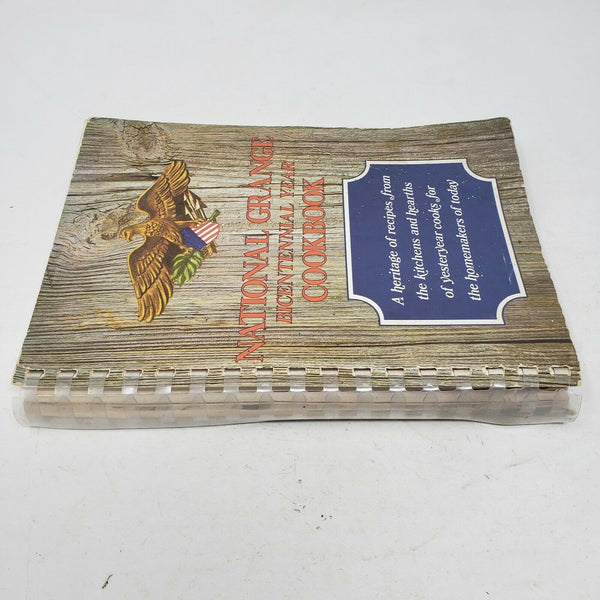 NATIONAL GRANGE
BICENTENNIAL YEAR
COOKBOOK
A heritage of recipes from
the kitchens and hearths
of yesteryear cooks for
the homemakers of today